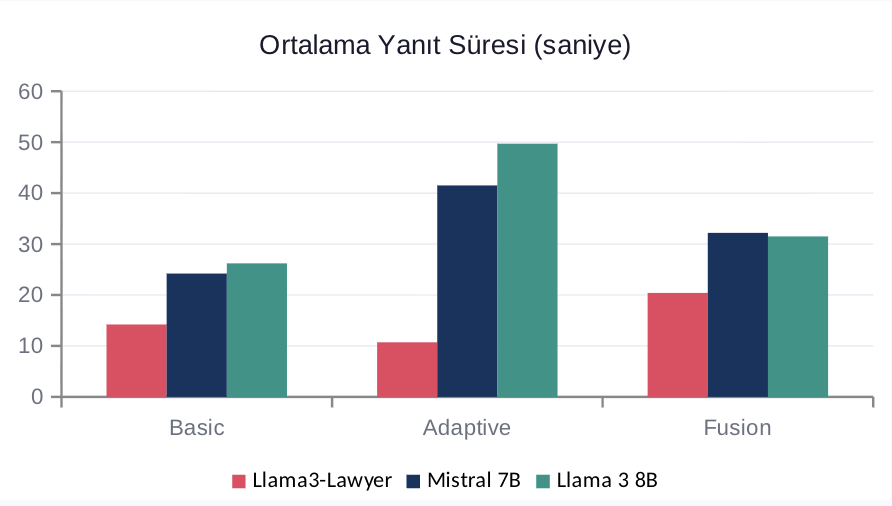 Ortalama Yanıt Süresi (saniye)
60
50
40
30
20
10
0
Basic Adaptive Fusion
Llama3-Lawyer Mistral 7B Llama 3 8B